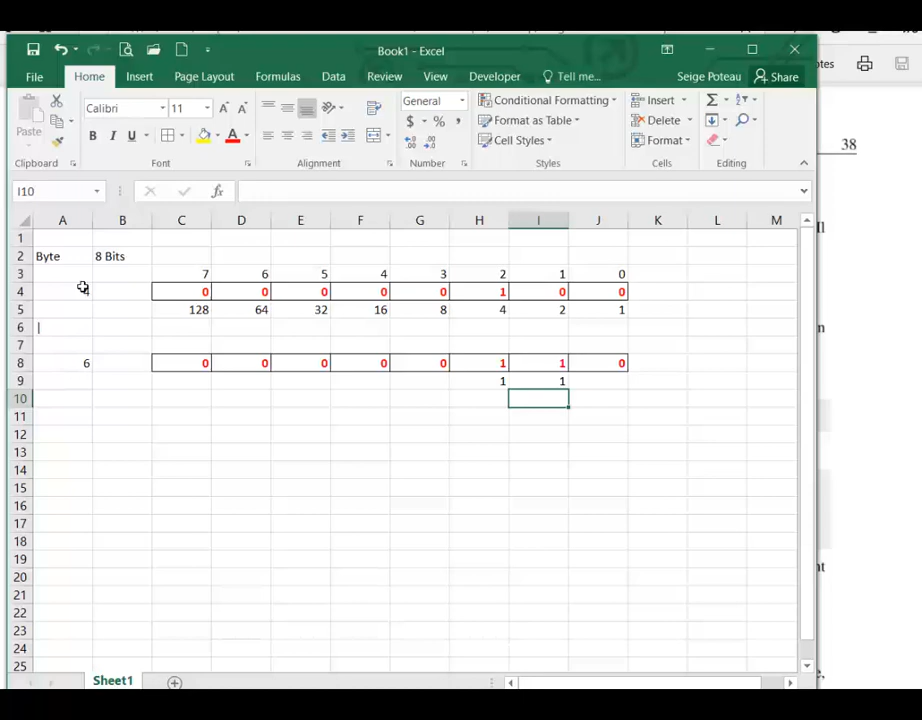 Book1 - Excel
File Home Insert Page Layout Formulas Data Review View Developer Tell me... Seige Poteau Share
Calibri 11 A A General Conditional Formatting Insert Σ
Paste B I U A $ % , Format as Table Delete
Cell Styles Format
Clipboard Font Alignment Number Styles Cells Editing
I10 fx
A B C D E F G H I J K L M
1
2 Byte 8 Bits
3 7 6 5 4 3 2 1 0
4 4 0 0 0 0 0 1 0 0
5 128 64 32 16 8 4 2 1
6
7
8 6 0 0 0 0 0 1 1 0
9 1 1
10
11
12
13
14
15
16
17
18
19
20
21
22
23
24
25
Sheet1
38